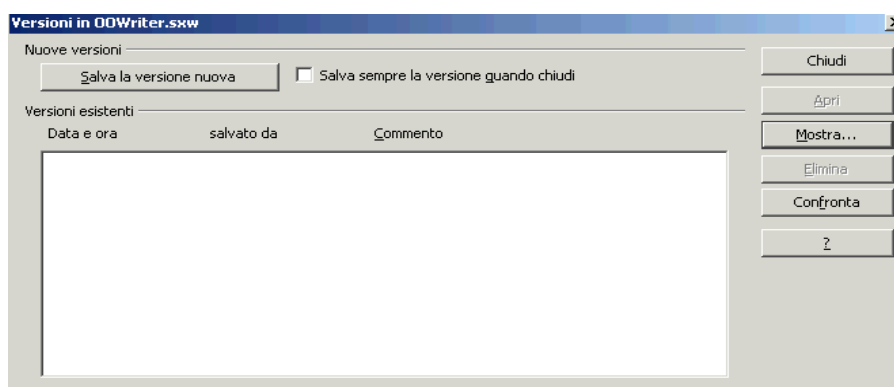 Versioni in OOWriter.sxw
Nuove versioni
Salva la versione nuova
Salva sempre la versione quando chiudi
Versioni esistenti
Data e ora salvato da Commento
Chiudi
Apri
Mostra...
Elimina
Confronta
?